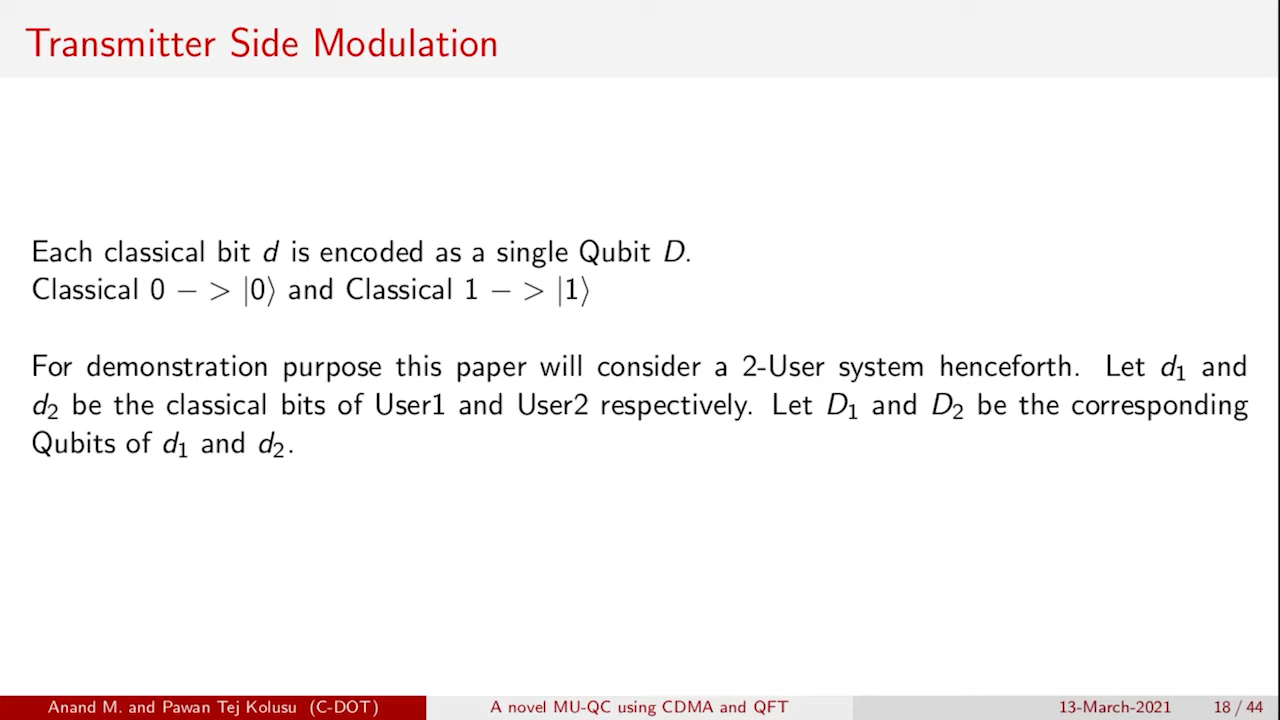 Transmitter Side Modulation
Each classical bit d is encoded as a single Qubit D.
Classical 0 − > |0⟩ and Classical 1 − > |1⟩
For demonstration purpose this paper will consider a 2-User system henceforth. Let d₁ and
d₂ be the classical bits of User1 and User2 respectively. Let D₁ and D₂ be the corresponding
Qubits of d₁ and d₂.
Anand M. and Pawan Tej Kolusu (C-DOT) A novel MU-QC using CDMA and QFT 13-March-2021 18 / 44